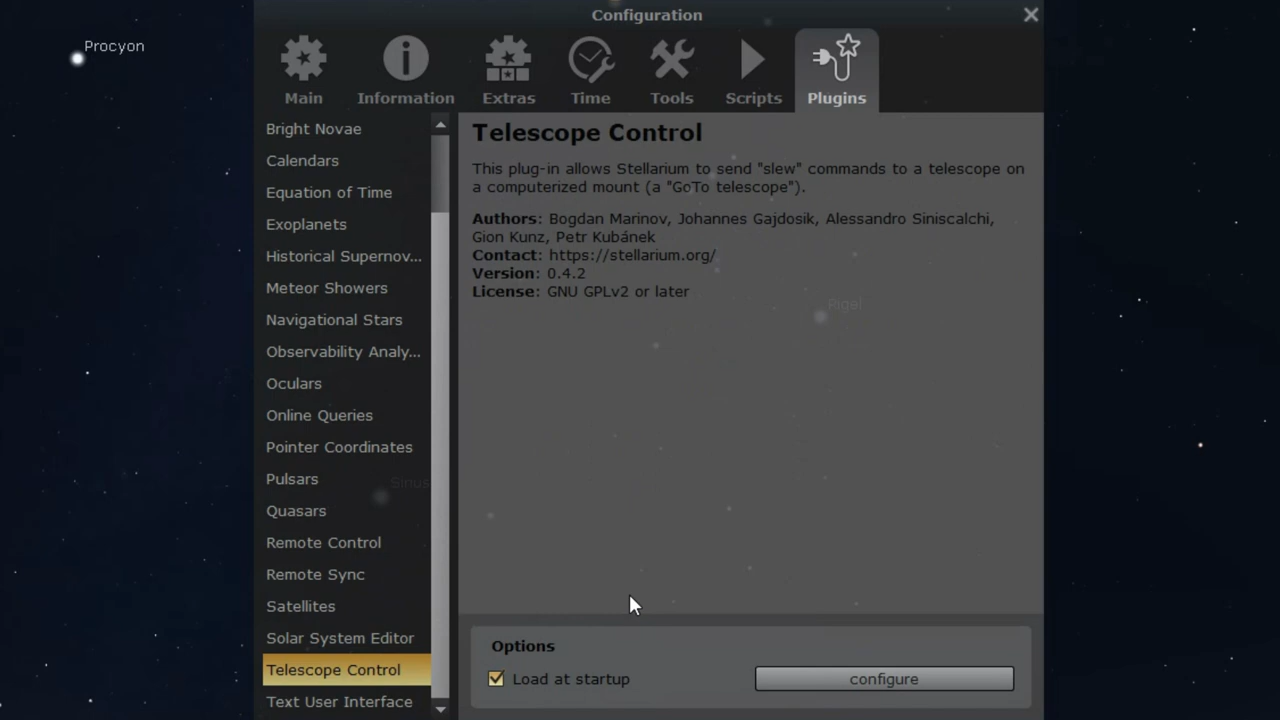 Configuration
Procyon
Main
Information
Extras
Time
Tools
Scripts
Plugins
Bright Novae
Calendars
Equation of Time
Exoplanets
Historical Supernov...
Meteor Showers
Navigational Stars
Observability Analy...
Oculars
Online Queries
Pointer Coordinates
Pulsars
Sirius
Quasars
Remote Control
Remote Sync
Satellites
Solar System Editor
Telescope Control
Text User Interface
Telescope Control
This plug-in allows Stellarium to send "slew" commands to a telescope on
a computerized mount (a "GoTo telescope").
Authors: Bogdan Marinov, Johannes Gajdosik, Alessandro Siniscalchi,
Gion Kunz, Petr Kubánek
Contact: https://stellarium.org/
Version: 0.4.2
License: GNU GPLv2 or later
Rigel
Options
Load at startup
configure